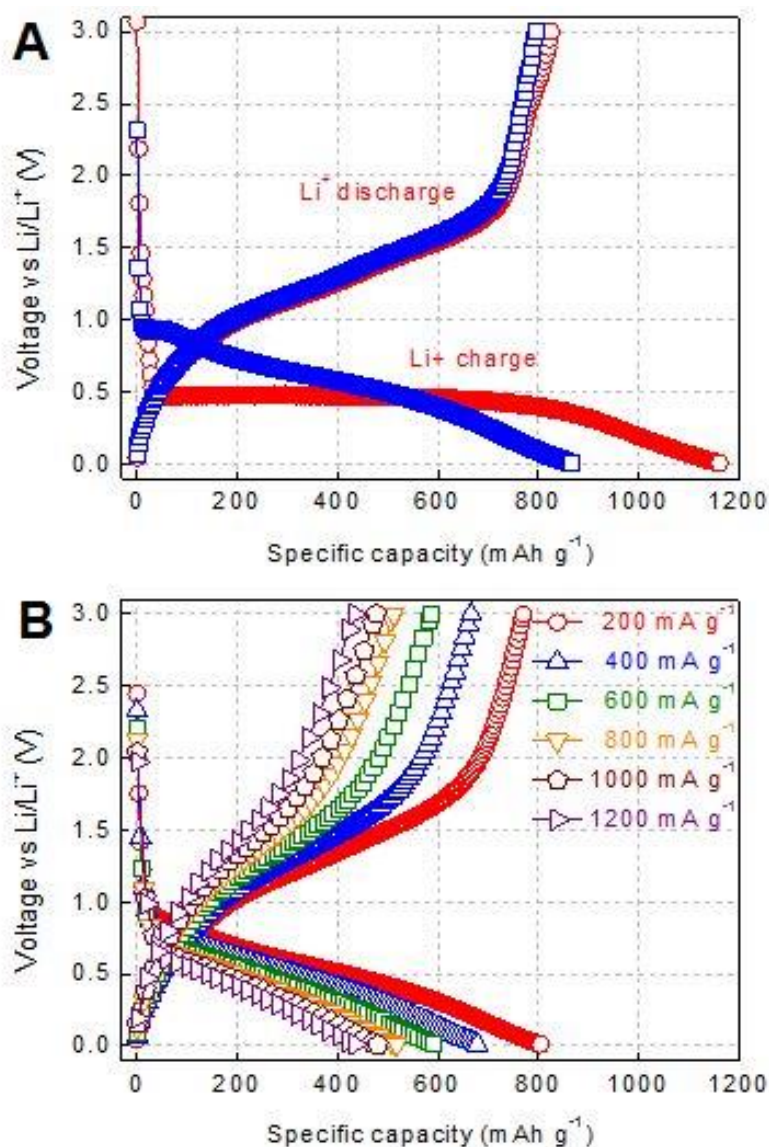 A
3.0
2.5
2.0
1.5
1.0
0.5
0.0
Voltage vs Li/Li⁺ (V)
Li⁺ discharge
Li+ charge
0 200 400 600 800 1000 1200
Specific capacity (mAh g⁻¹)
B
3.0
2.5
2.0
1.5
1.0
0.5
0.0
Voltage vs Li/Li⁺ (V)
200 mA g⁻¹
400 mA g⁻¹
600 mA g⁻¹
800 mA g⁻¹
1000 mA g⁻¹
1200 mA g⁻¹
0 200 400 600 800 1000 1200
Specific capacity (mAh g⁻¹)